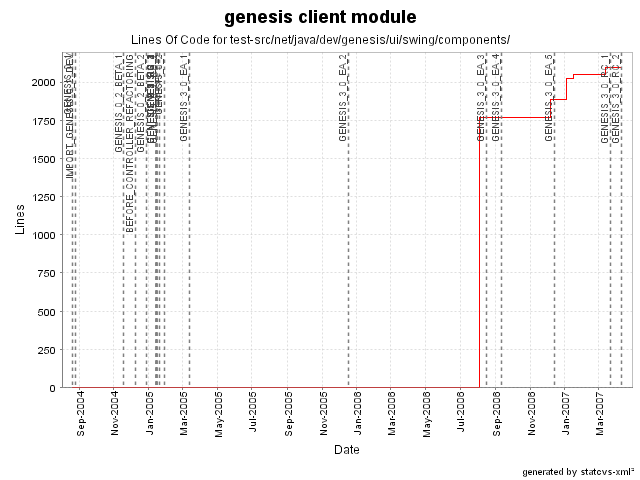 genesis client module
Lines Of Code for test-src/net/java/dev/genesis/ui/swing/components/
Lines
2000
1750
1500
1250
1000
750
500
250
0
GENESIS_0_2_BETA_1
BEFORE_CONTROLLER_REFACTORING
GENESIS_3_0_EA_1
GENESIS_3_0_EA_2
GENESIS_3_0_EA_3
GENESIS_3_0_EA_4
GENESIS_3_0_EA_5
GENESIS_3_0_RC_1
GENESIS_3_0_RC_2
Sep-2004
Nov-2004
Jan-2005
Mar-2005
May-2005
Jul-2005
Sep-2005
Nov-2005
Jan-2006
Mar-2006
May-2006
Jul-2006
Sep-2006
Nov-2006
Jan-2007
Mar-2007
Date
generated by statcvs-xml²